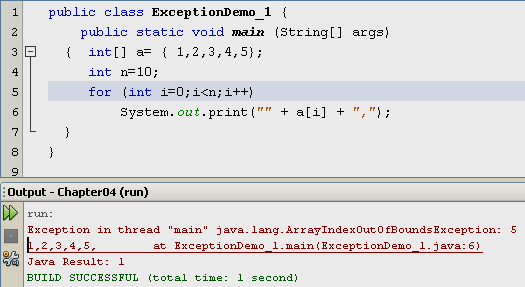 1 public class ExceptionDemo_1 {
2 public static void main (String[] args)
3 { int[] a= { 1,2,3,4,5};
4 int n=10;
5 for (int i=0;i<n;i++)
6 System.out.print("" + a[i] + ",");
7 }
8 }
9
Output - Chapter04 (run)
run:
Exception in thread "main" java.lang.ArrayIndexOutOfBoundsException: 5
1,2,3,4,5, at ExceptionDemo_1.main(ExceptionDemo_1.java:6)
Java Result: 1
BUILD SUCCESSFUL (total time: 1 second)